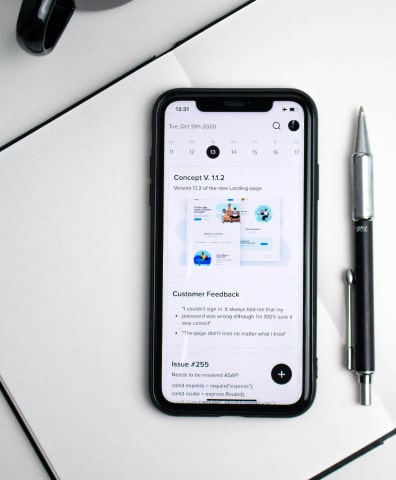 13:31
Tue, Oct 13th 2020
11 12 13 14 15 16 17
Concept V. 1.1.2
Version 1.1.2 of the new Landing-page
Customer Feedback
"I couldn't sign in. It always told me that my
password was wrong although I'm 100% sure it
was correct"
"The page didn't load no matter what I tried"
Issue #255
Needs to be resolved ASAP:
const express = require("express");
const router = express.Router();